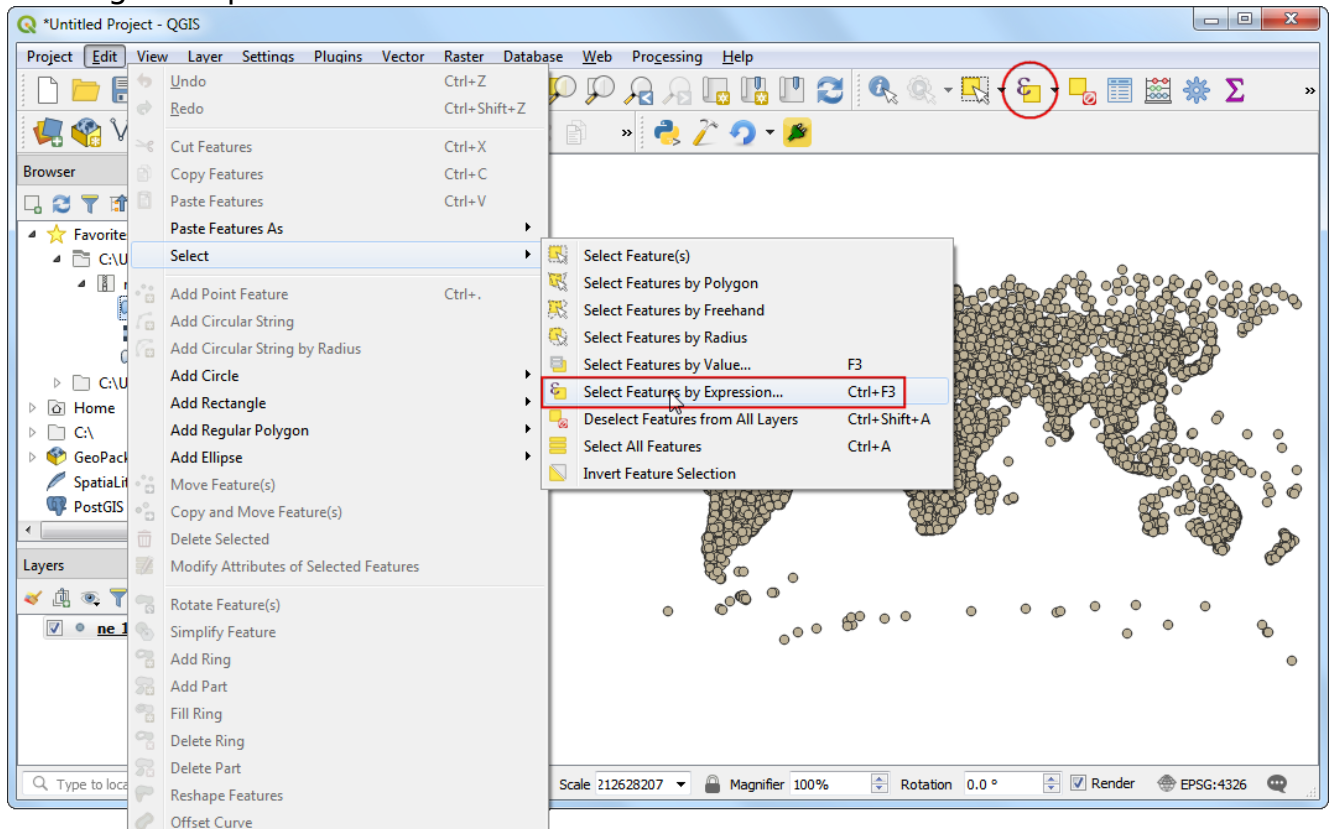 *Untitled Project - QGIS
Project Edit View Layer Settings Plugins Vector Raster Database Web Processing Help
Undo Ctrl+Z
Redo Ctrl+Shift+Z
Cut Features Ctrl+X
Copy Features Ctrl+C
Paste Features Ctrl+V
Paste Features As
Select
Add Point Feature Ctrl+.
Add Circular String
Add Circular String by Radius
Add Circle
Add Rectangle
Add Regular Polygon
Add Ellipse
Move Feature(s)
Copy and Move Feature(s)
Delete Selected
Modify Attributes of Selected Features
Rotate Feature(s)
Simplify Feature
Add Ring
Add Part
Fill Ring
Delete Ring
Delete Part
Reshape Features
Offset Curve
Select Feature(s)
Select Features by Polygon
Select Features by Freehand
Select Features by Radius
Select Features by Value... F3
Select Features by Expression... Ctrl+F3
Deselect Features from All Layers Ctrl+Shift+A
Select All Features Ctrl+A
Invert Feature Selection
Browser
Favorite
C:\U
C:\U
Home
C:\
GeoPack
SpatiaLit
PostGIS
Layers
ne_1
Type to loca
Scale 212628207 Magnifier 100% Rotation 0.0 ° Render EPSG:4326